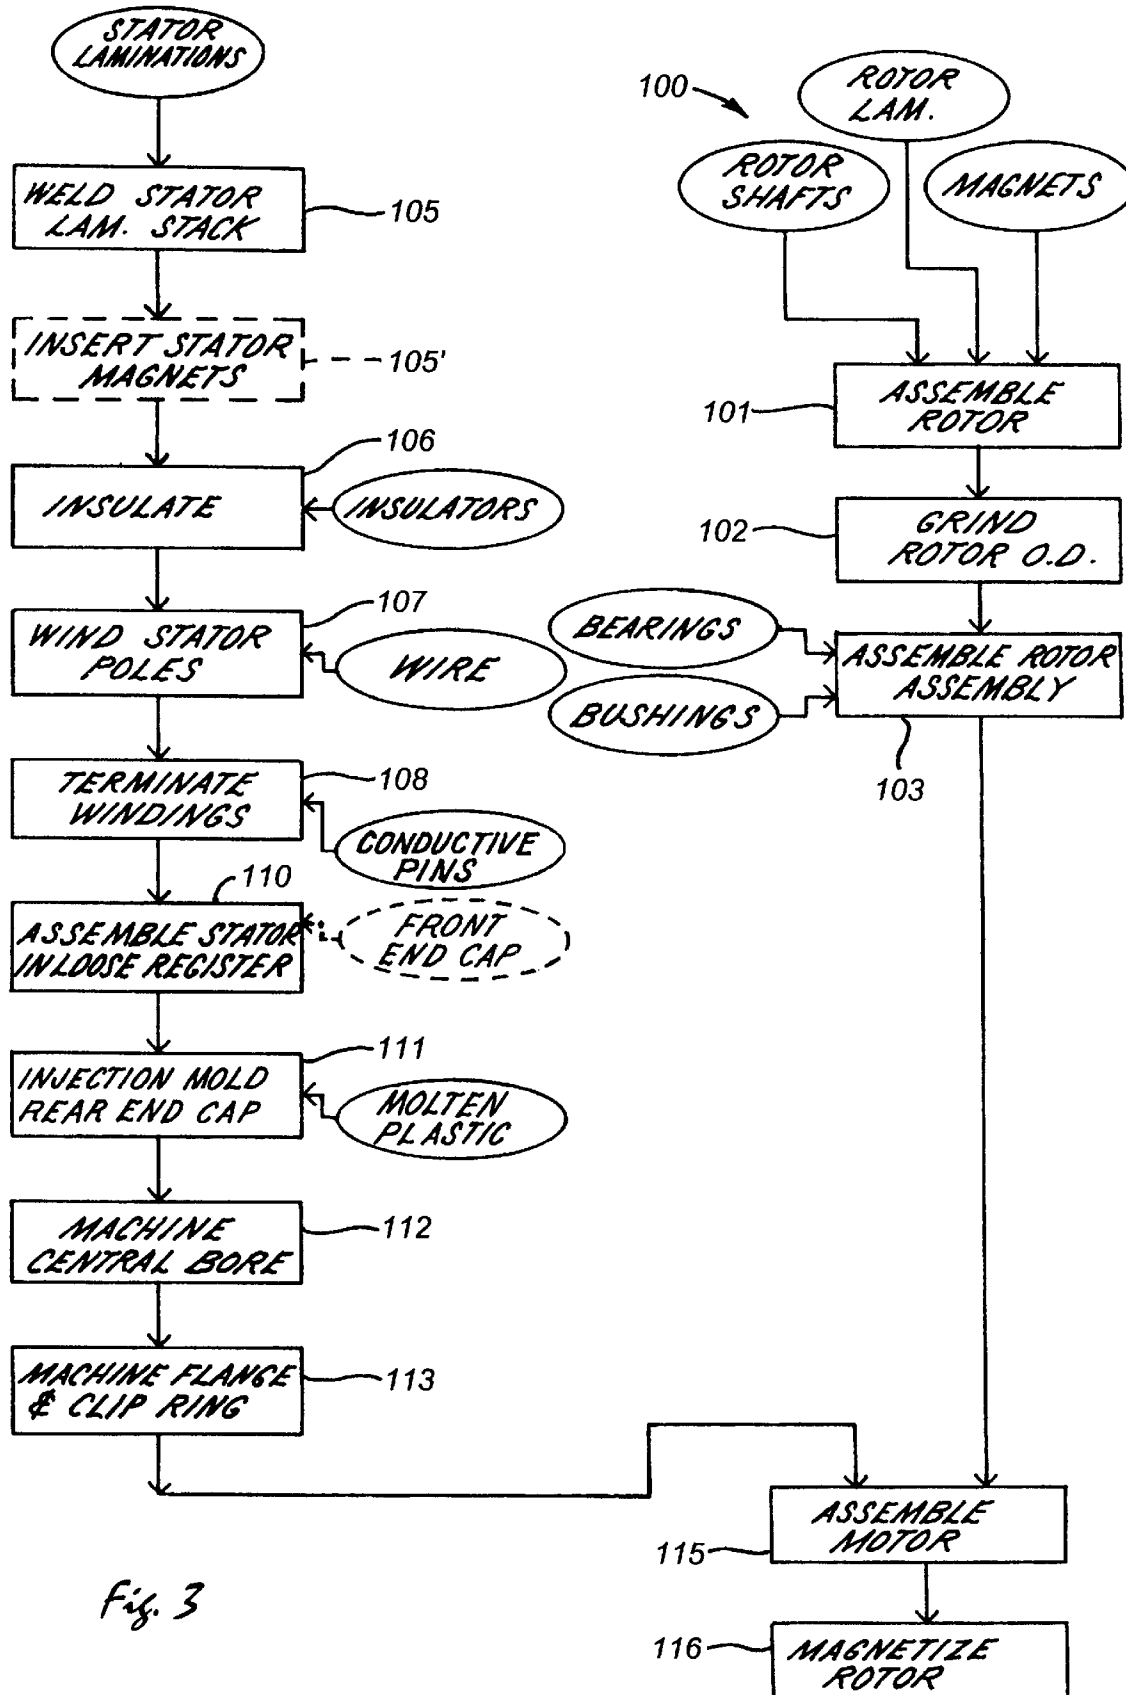 STATOR
LAMINATIONS
WELD STATOR
LAM. STACK
105
INSERT STATOR
MAGNETS
105'
106
INSULATE
INSULATORS
107
WIND STATOR
POLES
WIRE
108
TERMINATE
WINDINGS
CONDUCTIVE
PINS
110
ASSEMBLE STATOR
IN LOOSE REGISTER
FRONT
END CAP
111
INJECTION MOLD
REAR END CAP
MOLTEN
PLASTIC
MACHINE
CENTRAL BORE
112
MACHINE FLANGE
& CLIP RING
113
100
ROTOR
LAM.
ROTOR
SHAFTS
MAGNETS
101
ASSEMBLE
ROTOR
102
GRIND
ROTOR O.D.
BEARINGS
BUSHINGS
ASSEMBLE ROTOR
ASSEMBLY
103
ASSEMBLE
MOTOR
115
116
MAGNETIZE
ROTOR
Fig. 3